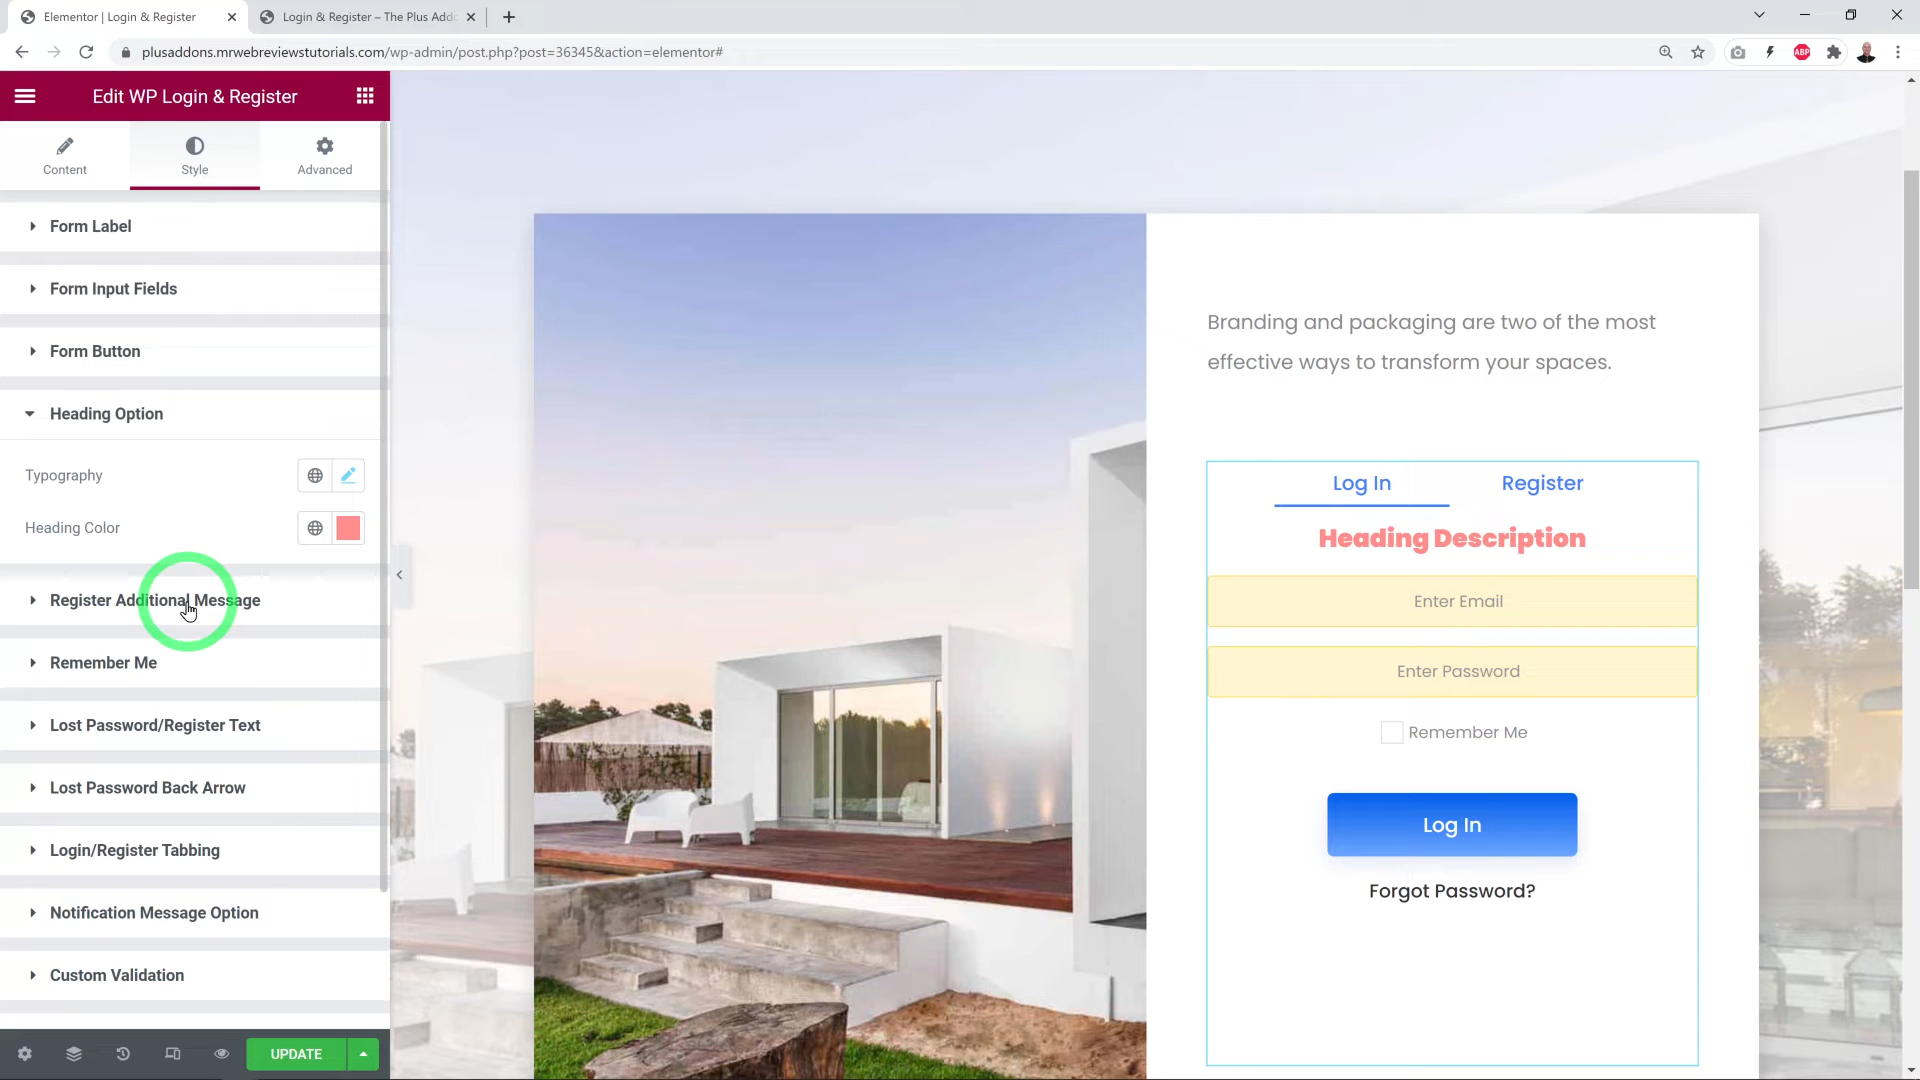 Elementor | Login & Register
Login & Register – The Plus Add
plusaddons.mrwebreviewstutorials.com/wp-admin/post.php?post=36345&action=elementor#
ABP
Edit WP Login & Register
Content
Style
Advanced
Form Label
Form Input Fields
Form Button
Heading Option
Typography
Heading Color
Register Additional Message
Remember Me
Lost Password/Register Text
Lost Password Back Arrow
Login/Register Tabbing
Notification Message Option
Custom Validation
UPDATE
Branding and packaging are two of the most
effective ways to transform your spaces.
Log In
Register
Heading Description
Enter Email
Enter Password
Remember Me
Log In
Forgot Password?